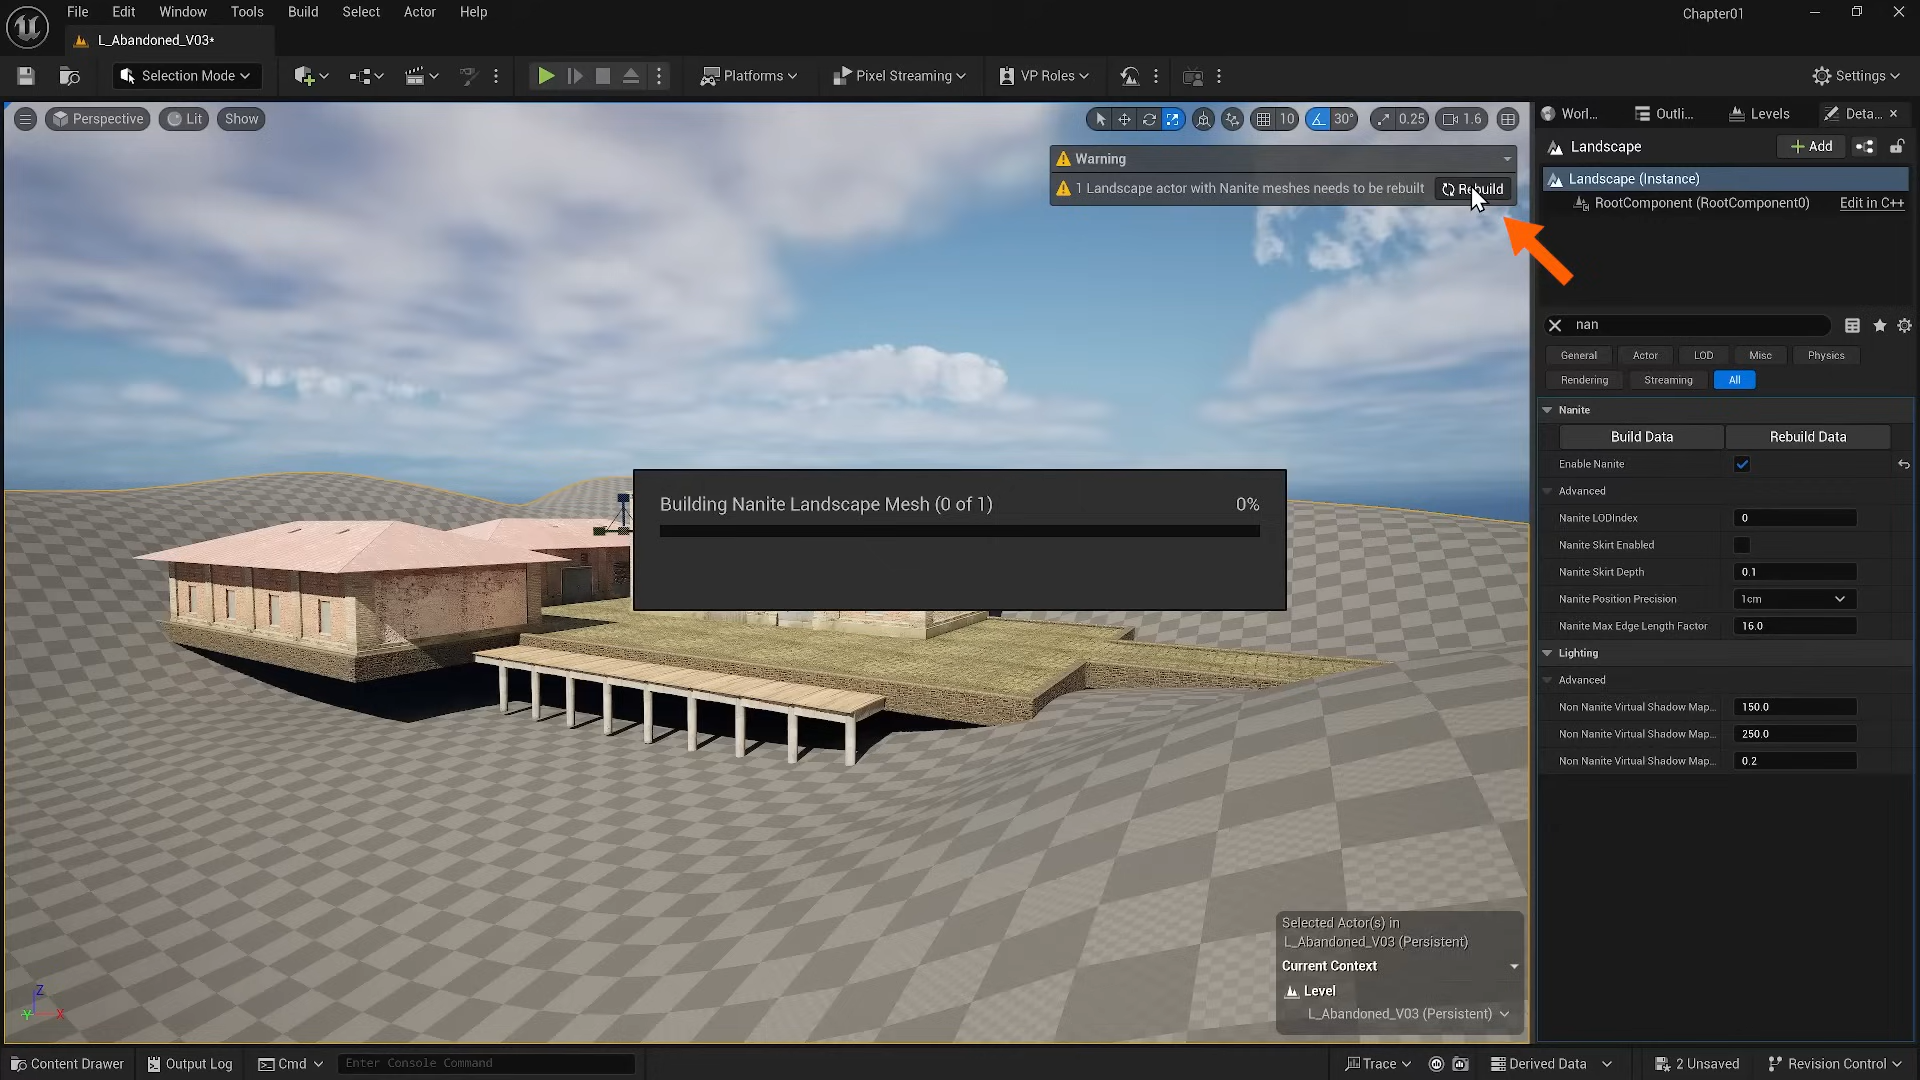 File Edit Window Tools Build Select Actor Help
Chapter01
L_Abandoned_V03*
Selection Mode
Platforms
Pixel Streaming
VP Roles
Settings
Perspective Lit Show
10 30° 0.25 1.6
Worl... Outli... Levels Deta...
Warning
1 Landscape actor with Nanite meshes needs to be rebuilt Rebuild
Landscape
Add
Landscape (Instance)
RootComponent (RootComponent0) Edit in C++
nan
General Actor LOD Misc Physics
Rendering Streaming All
Nanite
Build Data Rebuild Data
Enable Nanite
Advanced
Nanite LODIndex 0
Nanite Skirt Enabled
Nanite Skirt Depth 0.1
Nanite Position Precision 1cm
Nanite Max Edge Length Factor 16.0
Lighting
Advanced
Non Nanite Virtual Shadow Map... 150.0
Non Nanite Virtual Shadow Map... 250.0
Non Nanite Virtual Shadow Map... 0.2
Building Nanite Landscape Mesh (0 of 1) 0%
Selected Actor(s) in
L_Abandoned_V03 (Persistent)
Current Context
Level
L_Abandoned_V03 (Persistent)
Z
Y X
Content Drawer Output Log Cmd Enter Console Command
Trace Derived Data 2 Unsaved Revision Control